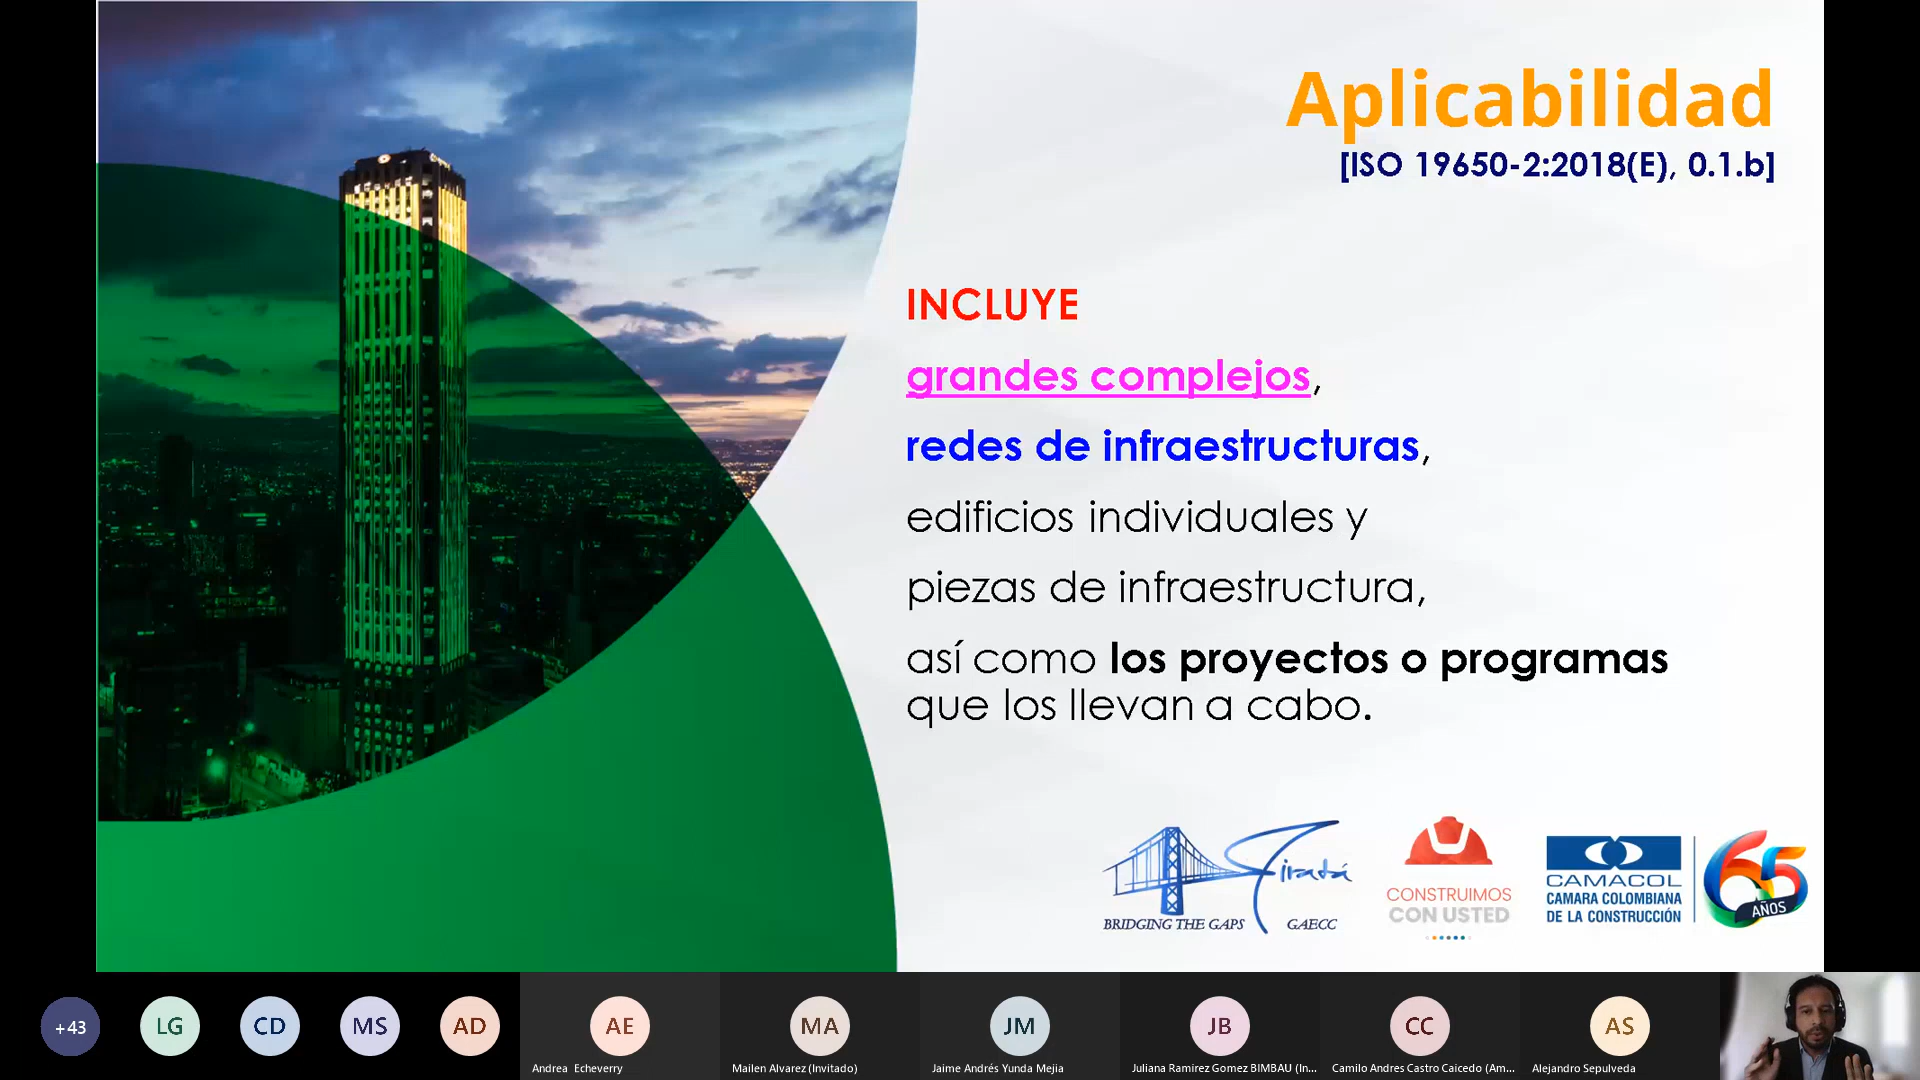 Aplicabilidad
[ISO 19650-2:2018(E), 0.1.b]
INCLUYE
grandes complejos,
redes de infraestructuras,
edificios individuales y
piezas de infraestructura,
así como los proyectos o programas
que los llevan a cabo.
Firatá
BRIDGING THE GAPS GAECC
CONSTRUIMOS
CON USTED
CAMACOL
CAMARA COLOMBIANA
DE LA CONSTRUCCIÓN
65
AÑOS
+43
LG
CD
MS
AD
AE
MA
JM
JB
CC
AS
Andrea Echeverry
Mailen Alvarez (Invitado)
Jaime Andrés Yunda Mejia
Juliana Ramirez Gomez BIMBAU (In...
Camilo Andres Castro Caicedo (Am...
Alejandro Sepulveda